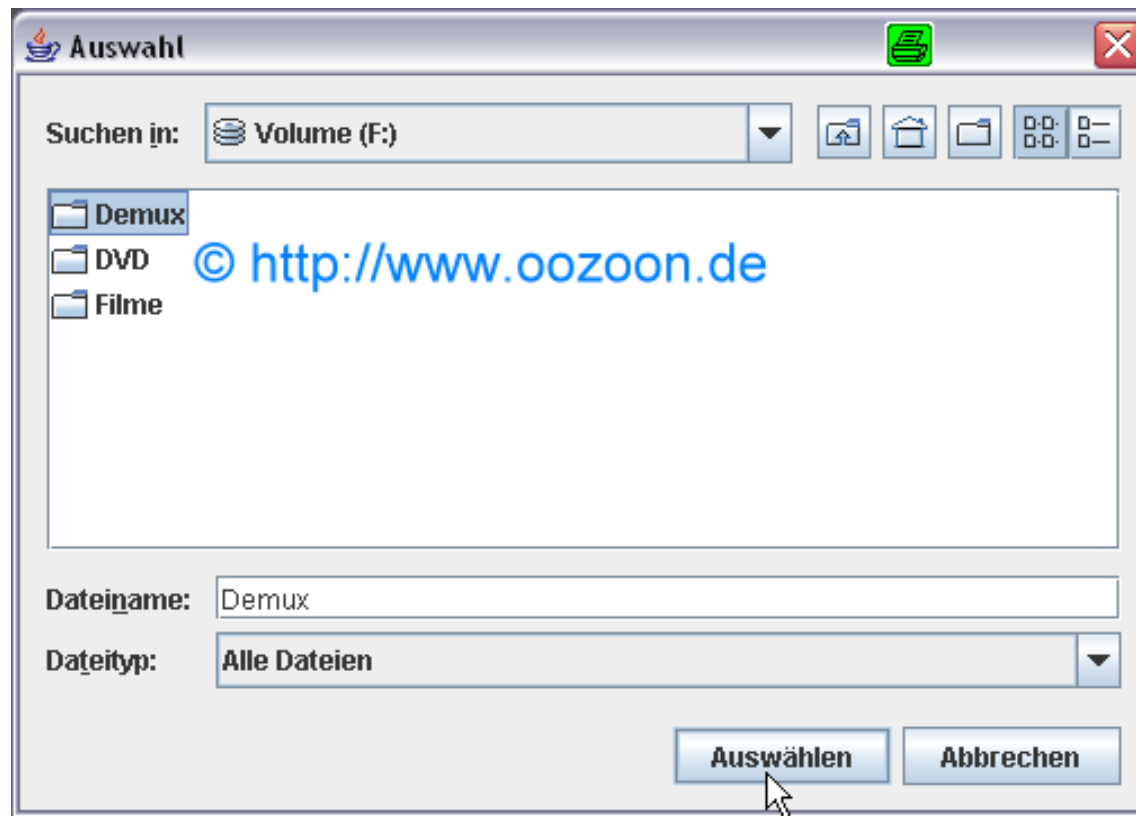 Auswahl
Suchen in: Volume (F:)
Demux
DVD
© http://www.oozoon.de
Filme
Dateiname: Demux
Dateityp: Alle Dateien
Auswählen Abbrechen